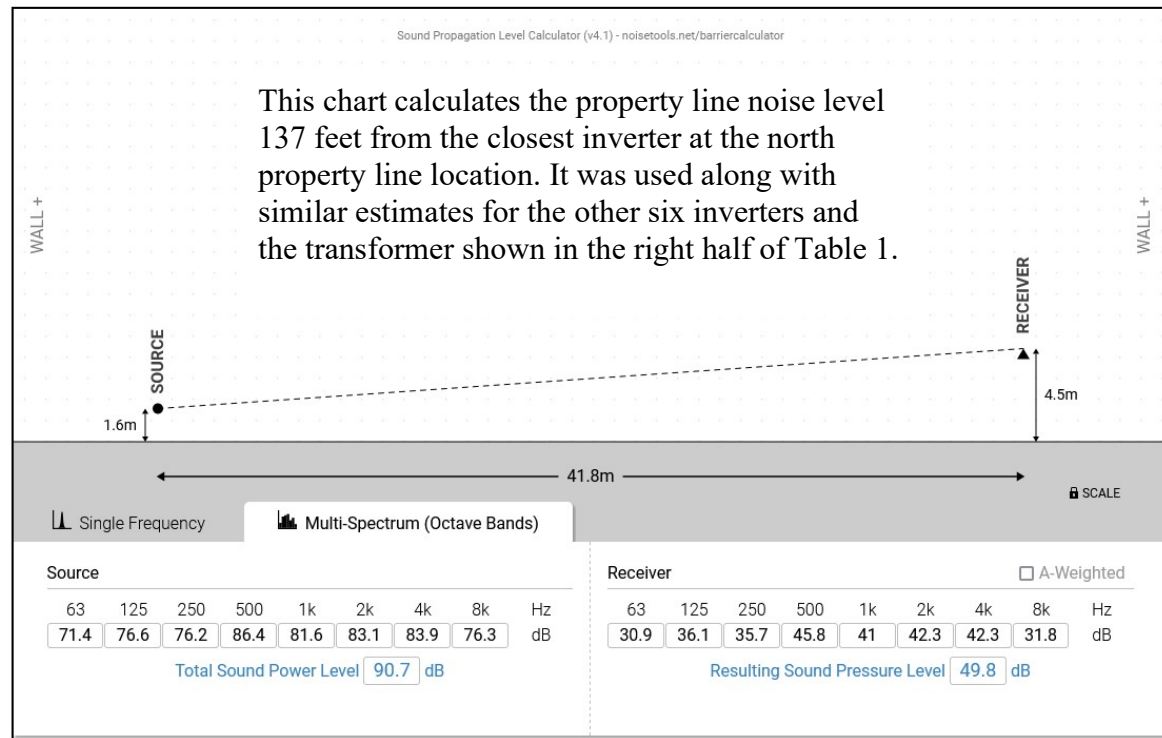 Sound Propagation Level Calculator (v4.1) - noisetools.net/barriercalculator
This chart calculates the property line noise level
137 feet from the closest inverter at the north
property line location. It was used along with
similar estimates for the other six inverters and
the transformer shown in the right half of Table 1.
WALL +
WALL +
SOURCE
RECEIVER
1.6m
4.5m
41.8m
SCALE
Single Frequency
Multi-Spectrum (Octave Bands)
Source
63 125 250 500 1k 2k 4k 8k Hz
71.4 76.6 76.2 86.4 81.6 83.1 83.9 76.3 dB
Total Sound Power Level 90.7 dB
Receiver
A-Weighted
63 125 250 500 1k 2k 4k 8k Hz
30.9 36.1 35.7 45.8 41 42.3 42.3 31.8 dB
Resulting Sound Pressure Level 49.8 dB